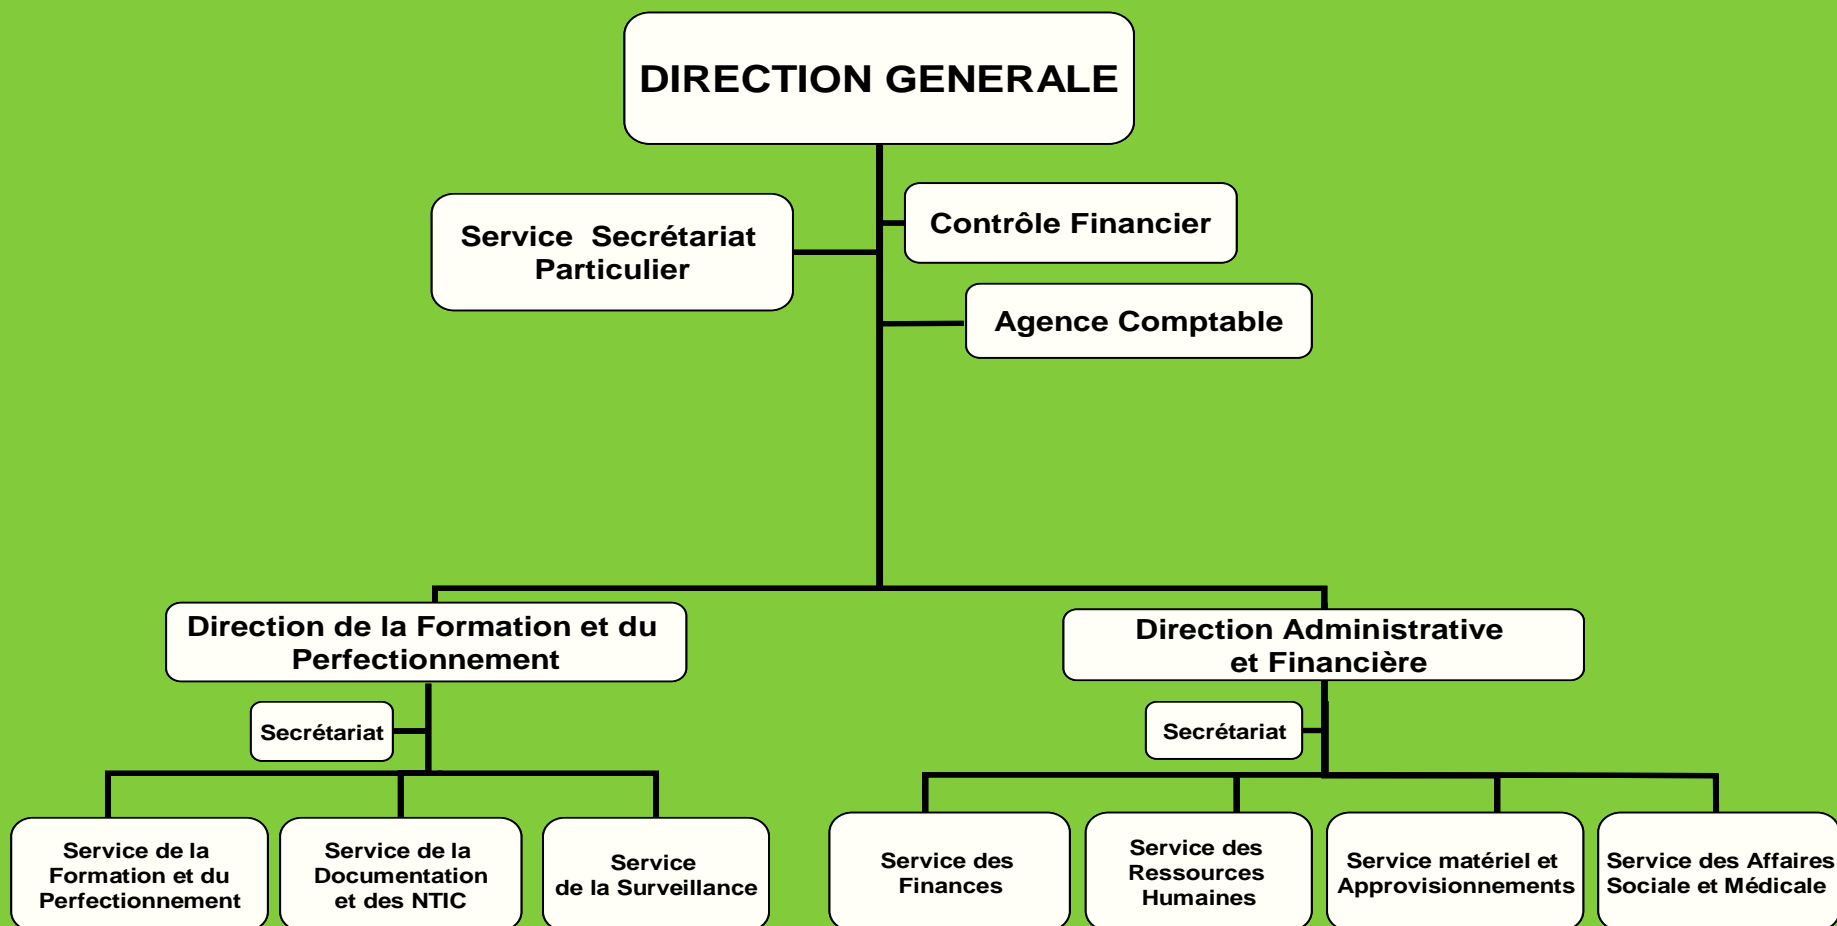 DIRECTION GENERALE
Service Secrétariat
Particulier
Contrôle Financier
Agence Comptable
Direction de la Formation et du
Perfectionnement
Secrétariat
Service de la
Formation et du
Perfectionnement
Service de la
Documentation
et des NTIC
Service
de la Surveillance
Direction Administrative
et Financière
Secrétariat
Service des
Finances
Service des
Ressources
Humaines
Service matériel et
Approvisionnements
Service des Affaires
Sociale et Médicale